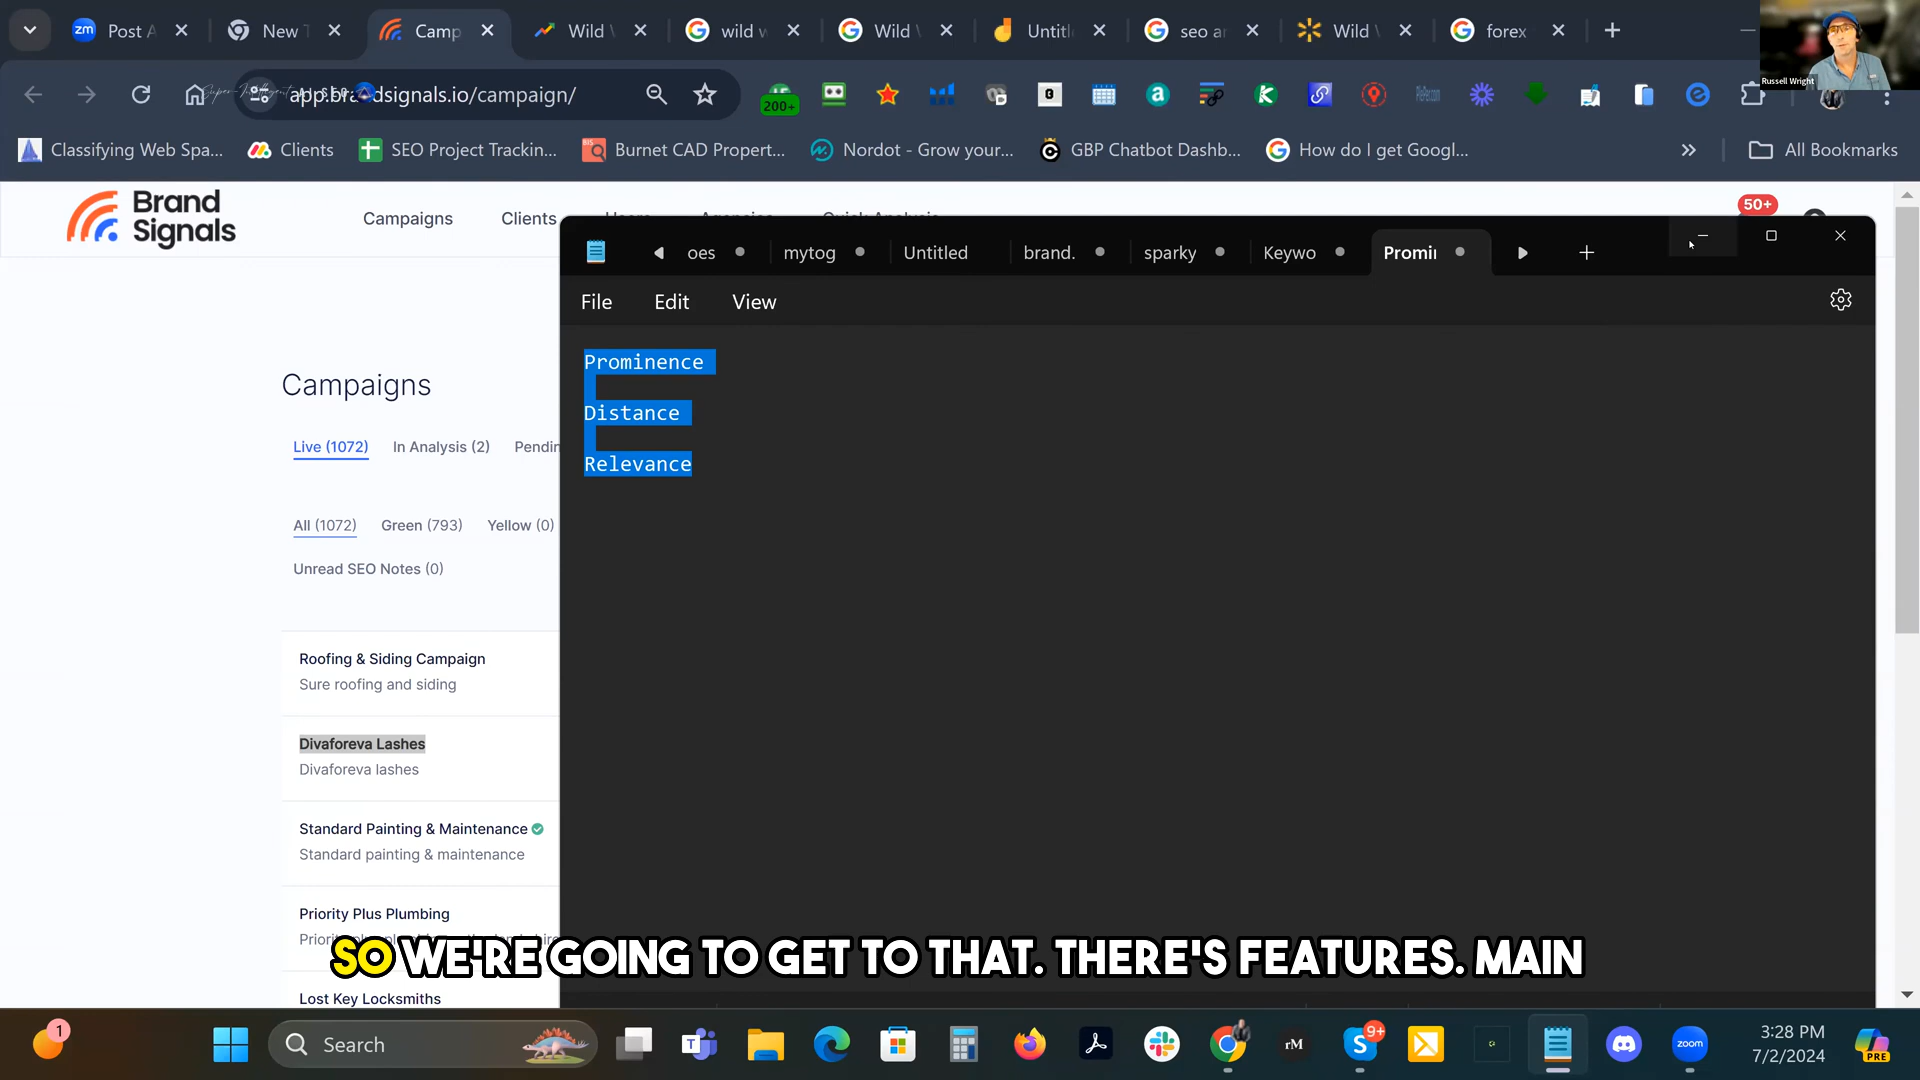 Post A
New T
Camp
Wild V
wild w
Wild \
Untitl
seo ar
Wild \
forex
Russell Wright
app.brandsignals.io/campaign/
200+
Classifying Web Spa...
Clients
SEO Project Trackin...
Burnet CAD Propert...
Nordot - Grow your...
GBP Chatbot Dashb...
How do I get Googl...
All Bookmarks
Brand Signals
Campaigns
Clients
50+
oes
mytog
Untitled
brand.
sparky
Keywo
Promi
File
Edit
View
Prominence
Distance
Relevance
Campaigns
Live (1072)
In Analysis (2)
Pendin
All (1072)
Green (793)
Yellow (0)
Unread SEO Notes (0)
Roofing & Siding Campaign
Sure roofing and siding
Divaforeva Lashes
Divaforeva lashes
Standard Painting & Maintenance
Standard painting & maintenance
Priority Plus Plumbing
Lost Key Locksmiths
SO WE'RE GOING TO GET TO THAT. THERE'S FEATURES. MAIN
1
Search
rM
9+
zoom
3:28 PM
7/2/2024
PRE